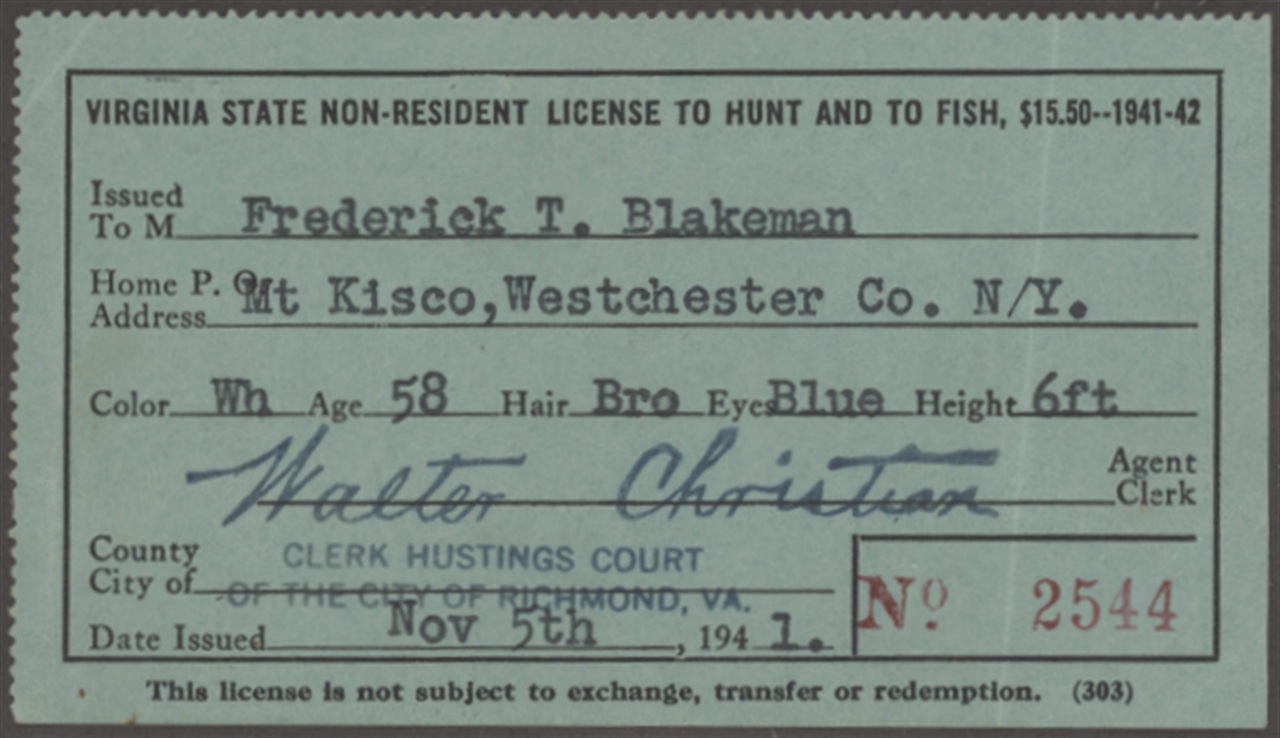 VIRGINIA STATE NON-RESIDENT LICENSE TO HUNT AND TO FISH, $15.50--1941-42
Issued To M Frederick T. Blakeman
Home P. O. Address Mt Kisco,Westchester Co. N/Y.
Color Wh Age 58 Hair Bro Eyes Blue Height 6ft
Walter Christian Agent Clerk
County City of CLERK HUSTINGS COURT
OF THE CITY OF RICHMOND, VA.
Date Issued Nov 5th, 194 1.
No 2544
This license is not subject to exchange, transfer or redemption. (303)